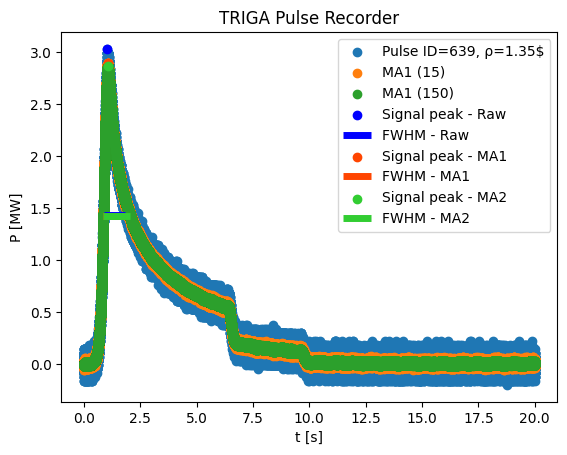 TRIGA Pulse Recorder
P [MW]
3.0
2.5
2.0
1.5
1.0
0.5
0.0
Pulse ID=639, ρ=1.35$
MA1 (15)
MA1 (150)
Signal peak - Raw
FWHM - Raw
Signal peak - MA1
FWHM - MA1
Signal peak - MA2
FWHM - MA2
0.0 2.5 5.0 7.5 10.0 12.5 15.0 17.5 20.0
t [s]